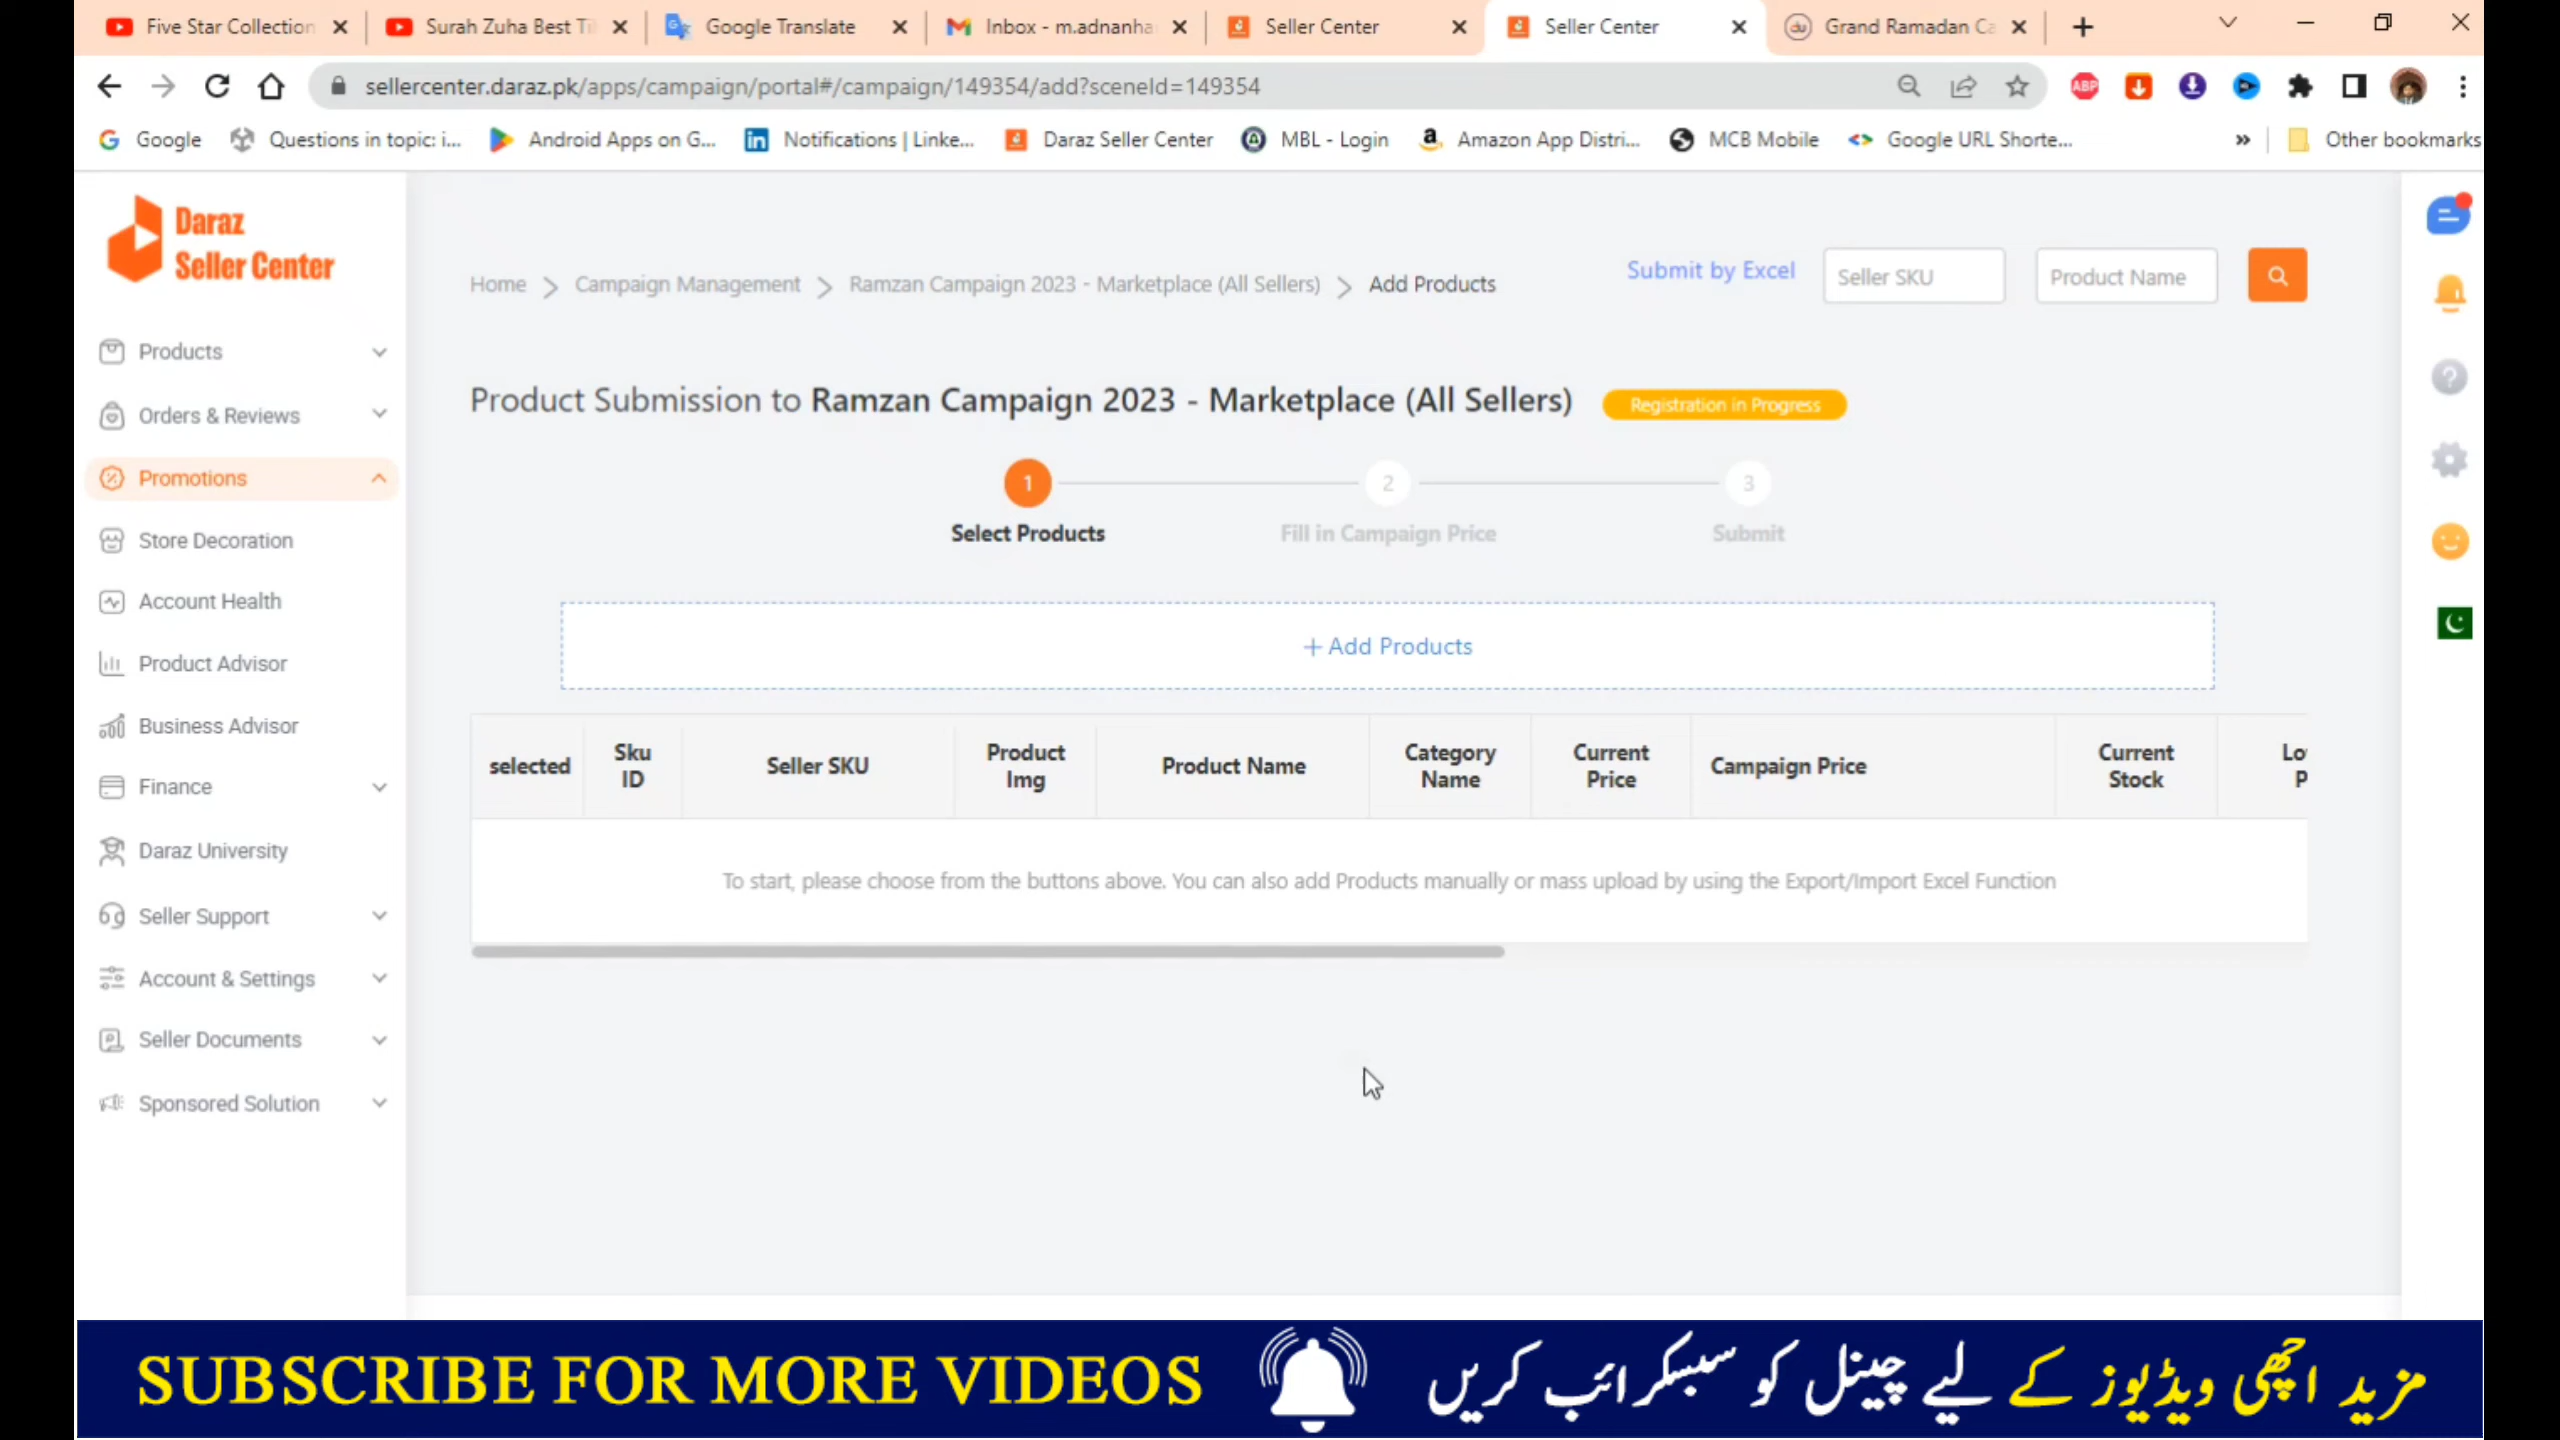 Five Star Collection
Surah Zuha Best Ti
Google Translate
Inbox - m.adnanha
Seller Center
Seller Center
Grand Ramadan Ca
sellercenter.daraz.pk/apps/campaign/portal#/campaign/149354/add?sceneId=149354
ABP
Google
Questions in topic: i...
Android Apps on G...
Notifications | Linke...
Daraz Seller Center
MBL - Login
Amazon App Distri...
MCB Mobile
Google URL Shorte...
Other bookmarks
Daraz
Seller Center
Products
Orders & Reviews
Promotions
Store Decoration
Account Health
Product Advisor
Business Advisor
Finance
Daraz University
Seller Support
Account & Settings
Seller Documents
Sponsored Solution
Home > Campaign Management > Ramzan Campaign 2023 - Marketplace (All Sellers) > Add Products
Submit by Excel
Seller SKU
Product Name
Product Submission to Ramzan Campaign 2023 - Marketplace (All Sellers)
Registration in Progress
1
2
3
Select Products
Fill in Campaign Price
Submit
+ Add Products
selected
Sku
ID
Seller SKU
Product
Img
Product Name
Category
Name
Current
Price
Campaign Price
Current
Stock
Lo
P
To start, please choose from the buttons above. You can also add Products manually or mass upload by using the Export/Import Excel Function
SUBSCRIBE FOR MORE VIDEOS
مزید اچھی ویڈیوز کے لیے چینل کو سبسکرائب کریں